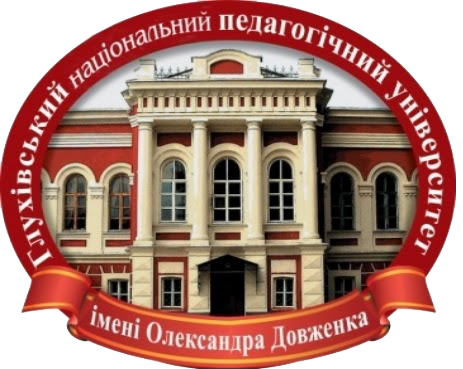 Глухівський національний педагогічний університет
імені Олександра Довженка